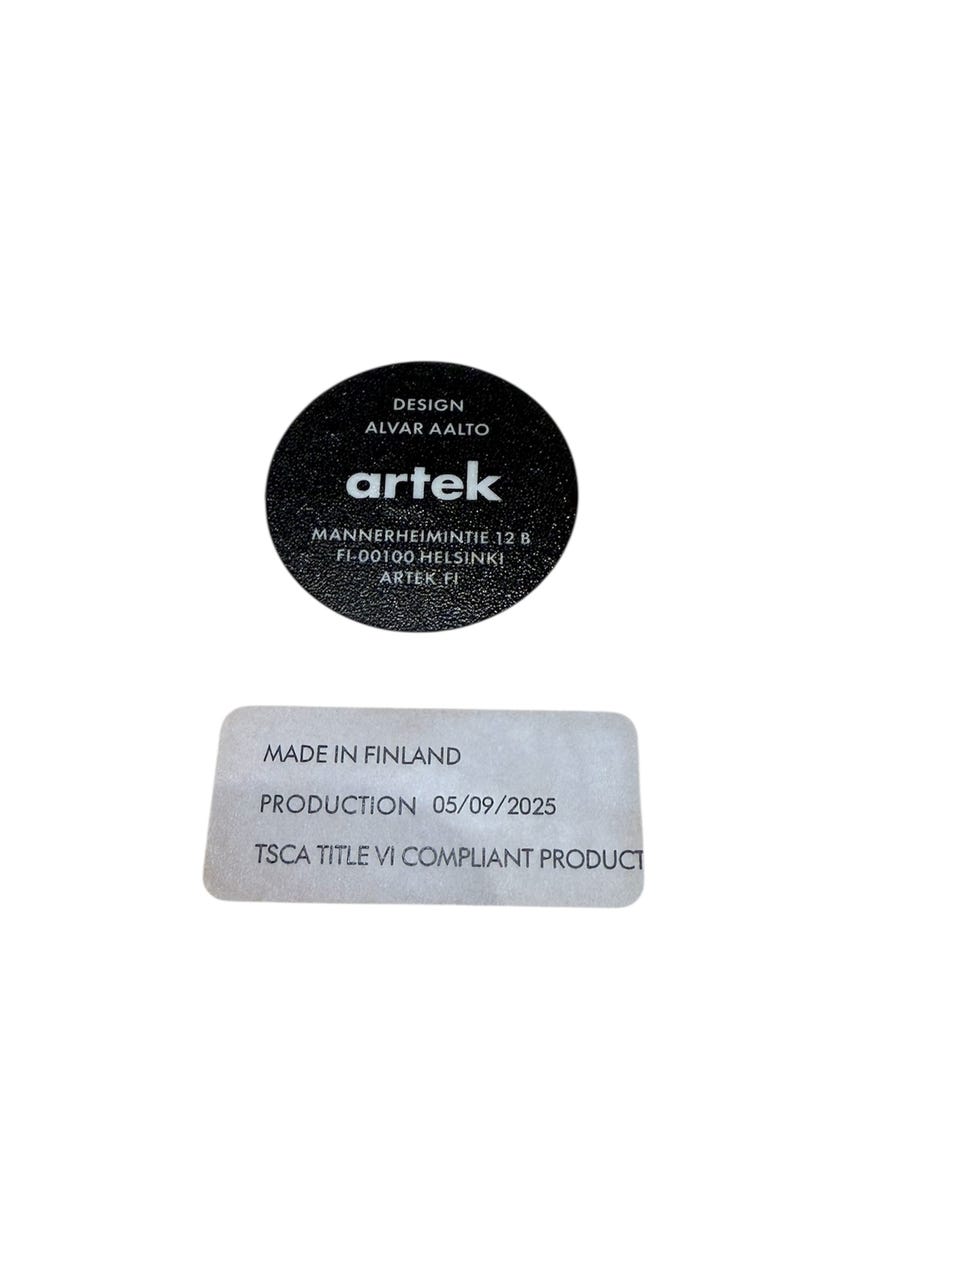 DESIGN
ALVAR AALTO
artek
MANNERHEIMINTIE 12 B
FI-00100 HELSINKI
ARTEK.FI
MADE IN FINLAND
PRODUCTION 05/09/2025
TSCA TITLE VI COMPLIANT PRODUCT